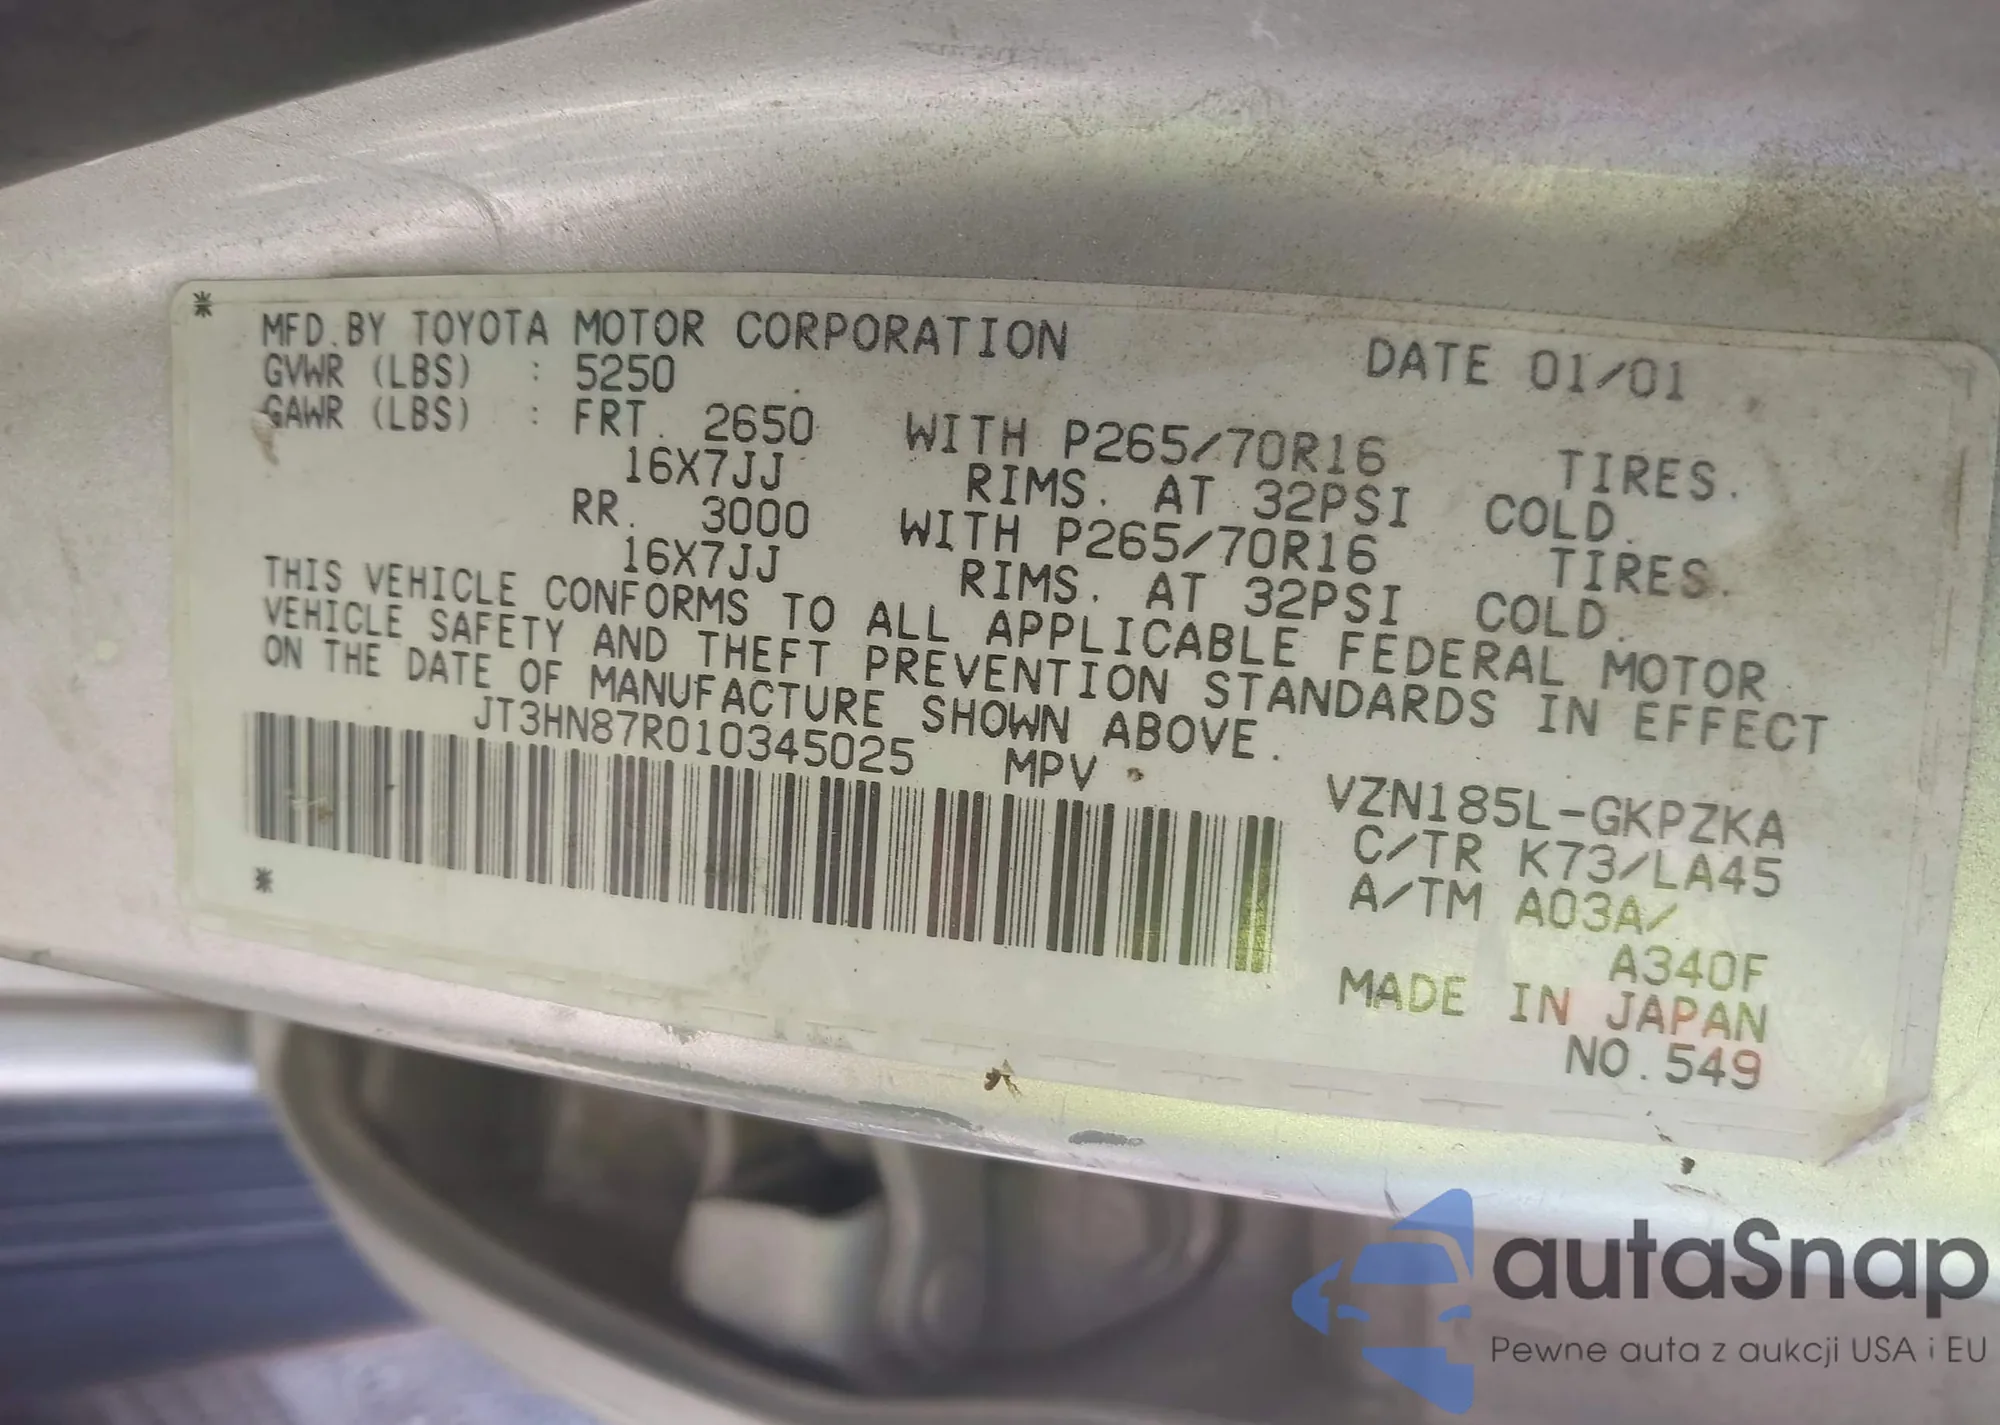 * MFD.BY TOYOTA MOTOR CORPORATION DATE 01/01
GVWR (LBS) : 5250
GAWR (LBS) : FRT. 2650 WITH P265/70R16 TIRES.
16X7JJ RIMS. AT 32PSI COLD.
RR. 3000 WITH P265/70R16 TIRES.
16X7JJ RIMS. AT 32PSI COLD.
THIS VEHICLE CONFORMS TO ALL APPLICABLE FEDERAL MOTOR
VEHICLE SAFETY AND THEFT PREVENTION STANDARDS IN EFFECT
ON THE DATE OF MANUFACTURE SHOWN ABOVE.
JT3HN87R010345025 MPV
VZN185L-GKPZKA
C/TR K73/LA45
A/TM A03A/
A340F
MADE IN JAPAN
NO.549
*
autaSnap
Pewne auta z aukcji USA i EU